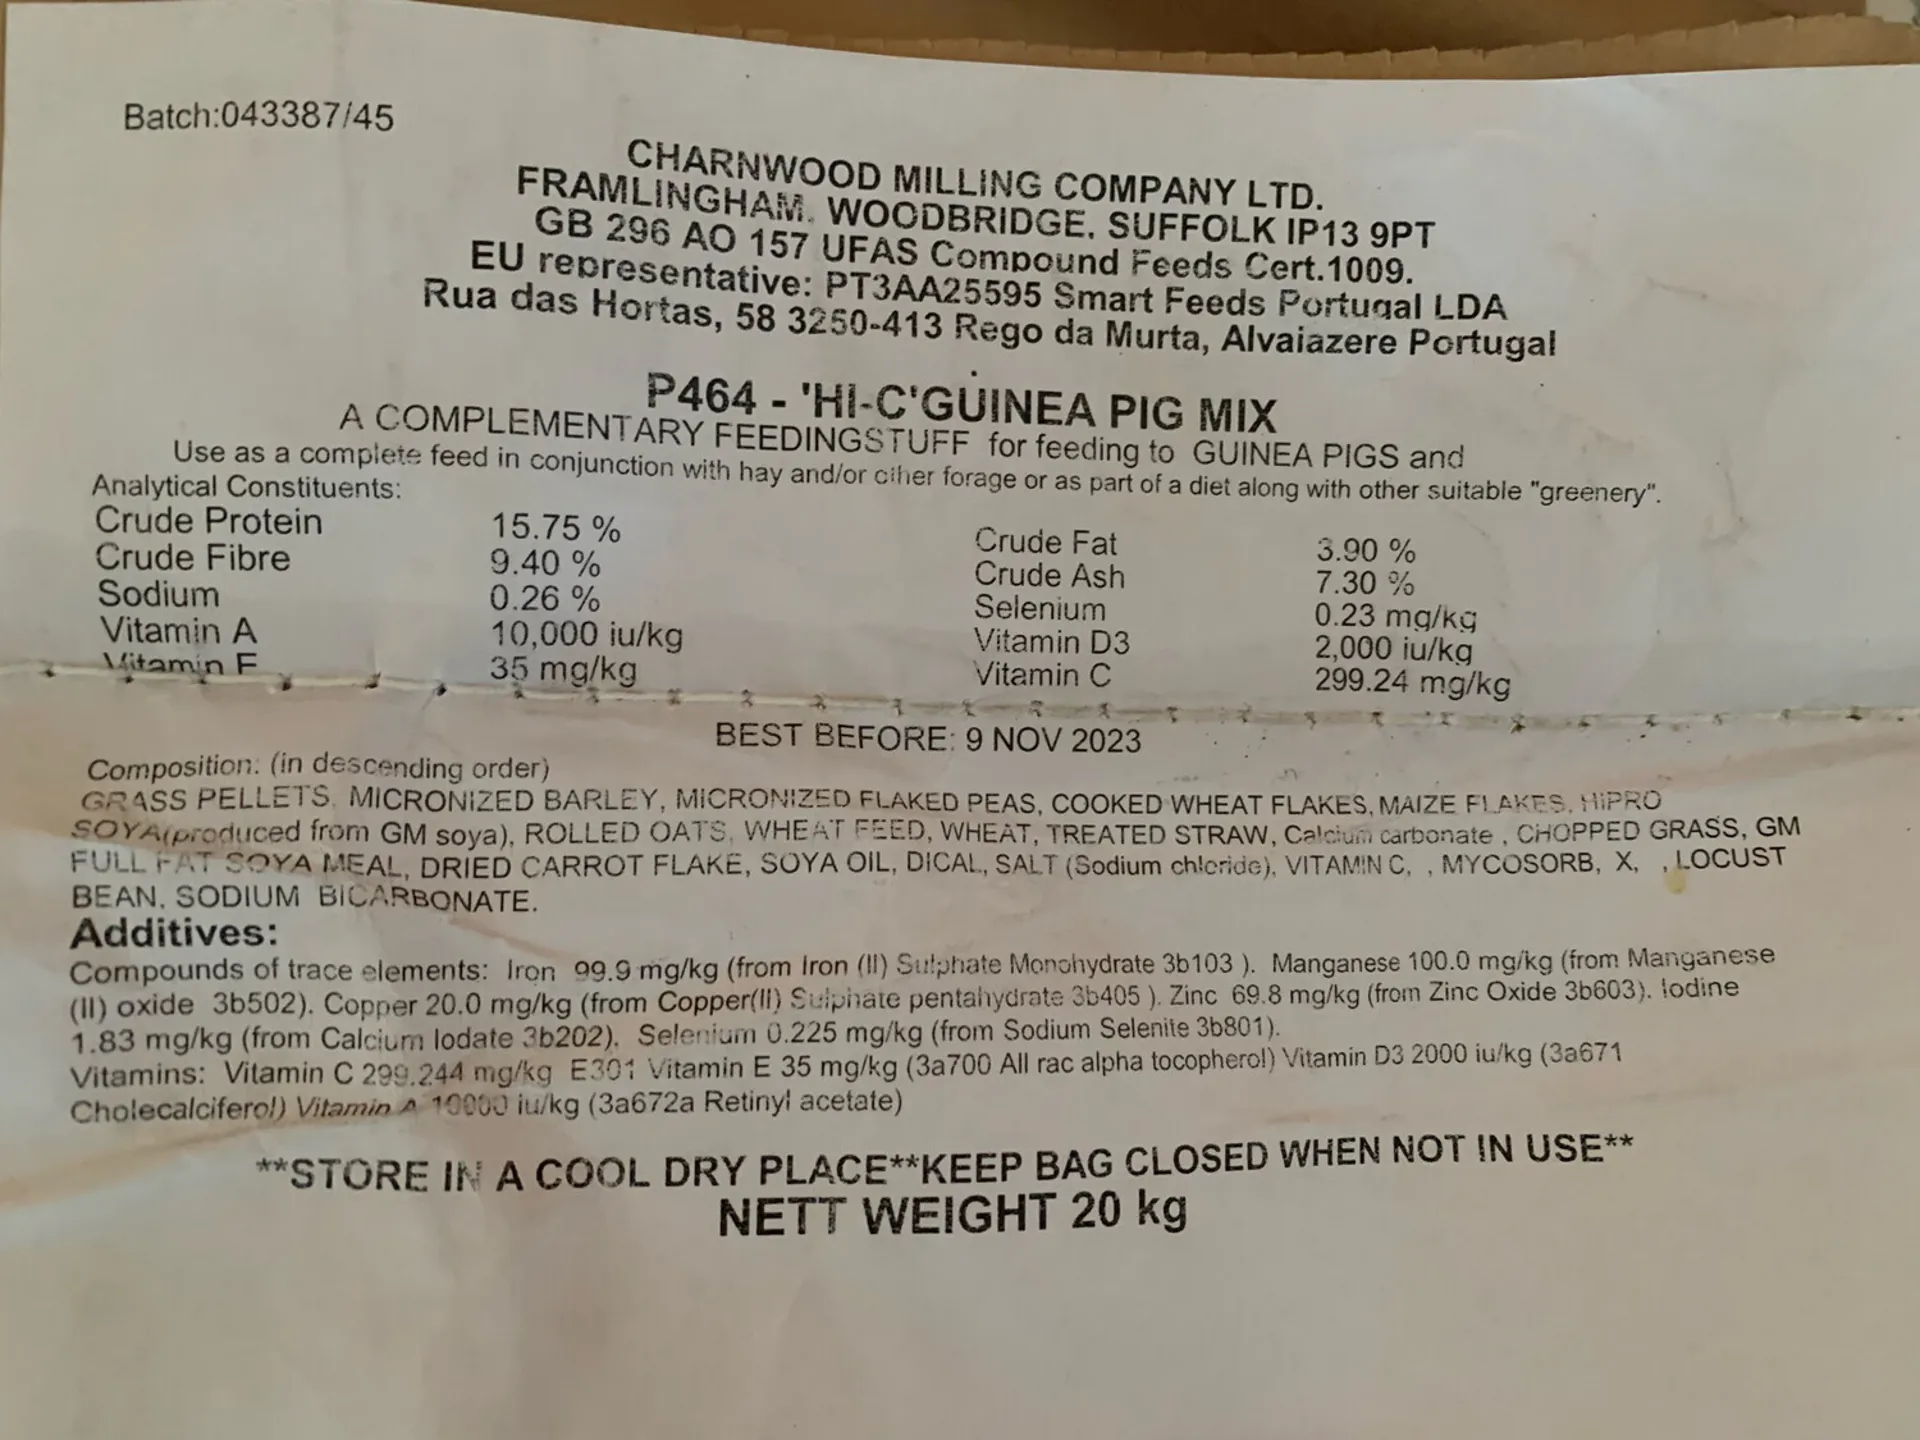 Batch:043387/45
CHARNWOOD MILLING COMPANY LTD.
FRAMLINGHAM, WOODBRIDGE, SUFFOLK IP13 9PT
GB 296 AO 157 UFAS Compound Feeds Cert.1009.
EU representative: PT3AA25595 Smart Feeds Portugal LDA
Rua das Hortas, 58 3250-413 Rego da Murta, Alvaiazere Portugal
P464 - 'HI-C'GUINEA PIG MIX
A COMPLEMENTARY FEEDINGSTUFF for feeding to GUINEA PIGS and
Use as a complete feed in conjunction with hay and/or other forage or as part of a diet along with other suitable "greenery".
Analytical Constituents:
Crude Protein 15.75 % Crude Fat 3.90 %
Crude Fibre 9.40 % Crude Ash 7.30 %
Sodium 0.26 % Selenium 0.23 mg/kg
Vitamin A 10,000 iu/kg Vitamin D3 2,000 iu/kg
Vitamin E 35 mg/kg Vitamin C 299.24 mg/kg
BEST BEFORE: 9 NOV 2023
Composition: (in descending order)
GRASS PELLETS, MICRONIZED BARLEY, MICRONIZED FLAKED PEAS, COOKED WHEAT FLAKES, MAIZE FLAKES, HIPRO
SOYA(produced from GM soya), ROLLED OATS, WHEAT FEED, WHEAT, TREATED STRAW, Calcium carbonate , CHOPPED GRASS, GM
FULL FAT SOYA MEAL, DRIED CARROT FLAKE, SOYA OIL, DICAL, SALT (Sodium chloride), VITAMIN C, , MYCOSORB, X, , LOCUST
BEAN, SODIUM BICARBONATE.
Additives:
Compounds of trace elements: Iron 99.9 mg/kg (from Iron (II) Sulphate Monohydrate 3b103 ). Manganese 100.0 mg/kg (from Manganese
(II) oxide 3b502). Copper 20.0 mg/kg (from Copper(II) Sulphate pentahydrate 3b405 ). Zinc 69.8 mg/kg (from Zinc Oxide 3b603). Iodine
1.83 mg/kg (from Calcium Iodate 3b202). Selenium 0.225 mg/kg (from Sodium Selenite 3b801).
Vitamins: Vitamin C 299.244 mg/kg E301 Vitamin E 35 mg/kg (3a700 All rac alpha tocopherol) Vitamin D3 2000 iu/kg (3a671
Cholecalciferol) Vitamin A 10000 iu/kg (3a672a Retinyl acetate)
**STORE IN A COOL DRY PLACE**KEEP BAG CLOSED WHEN NOT IN USE**
NETT WEIGHT 20 kg